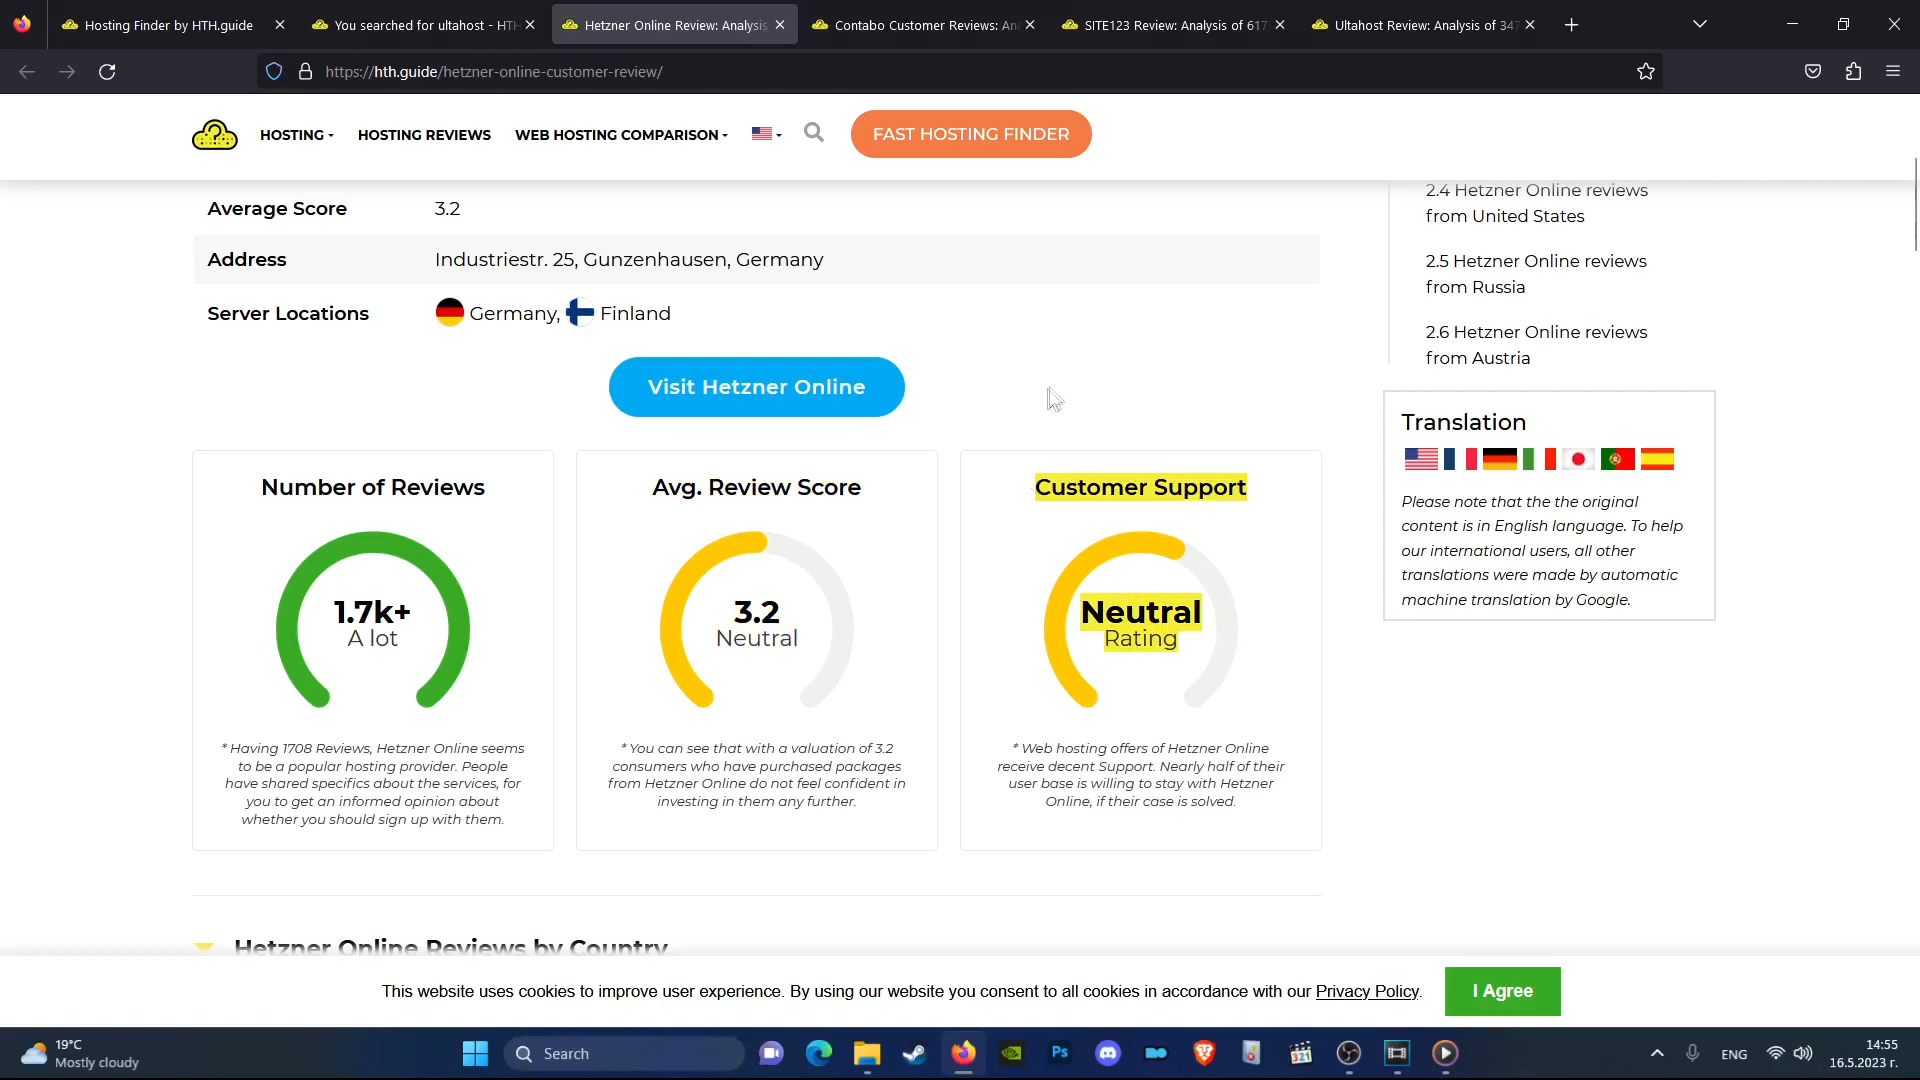 Hosting Finder by HTH.guide
You searched for ultahost - HTH
Hetzner Online Review: Analysis
Contabo Customer Reviews: An
SITE123 Review: Analysis of 617
Ultahost Review: Analysis of 347
https://hth.guide/hetzner-online-customer-review/
HOSTING
HOSTING REVIEWS
WEB HOSTING COMPARISON
FAST HOSTING FINDER
Average Score 3.2
Address Industriestr. 25, Gunzenhausen, Germany
Server Locations Germany, Finland
Visit Hetzner Online
Number of Reviews
1.7k+
A lot
* Having 1708 Reviews, Hetzner Online seems
to be a popular hosting provider. People
have shared specifics about the services, for
you to get an informed opinion about
whether you should sign up with them.
Avg. Review Score
3.2
Neutral
* You can see that with a valuation of 3.2
consumers who have purchased packages
from Hetzner Online do not feel confident in
investing in them any further.
Customer Support
Neutral
Rating
* Web hosting offers of Hetzner Online
receive decent Support. Nearly half of their
user base is willing to stay with Hetzner
Online, if their case is solved.
2.4 Hetzner Online reviews
from United States
2.5 Hetzner Online reviews
from Russia
2.6 Hetzner Online reviews
from Austria
Translation
Please note that the the original
content is in English language. To help
our international users, all other
translations were made by automatic
machine translation by Google.
Hetzner Online Reviews by Country
This website uses cookies to improve user experience. By using our website you consent to all cookies in accordance with our Privacy Policy.
I Agree
19°C
Mostly cloudy
Search
Ps
321
ENG
14:55
16.5.2023 г.